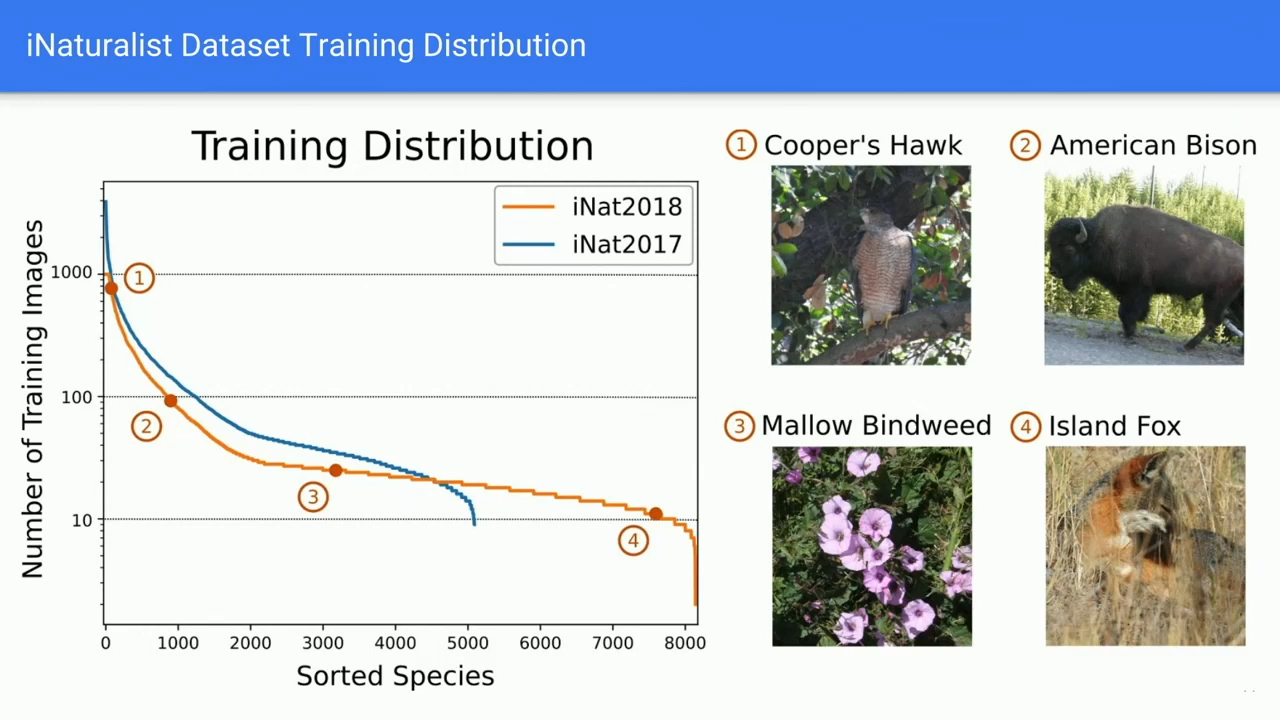 iNaturalist Dataset Training Distribution
Training Distribution
iNat2018
iNat2017
Number of Training Images
1000
100
10
1
2
3
4
0 1000 2000 3000 4000 5000 6000 7000 8000
Sorted Species
1 Cooper's Hawk
2 American Bison
3 Mallow Bindweed
4 Island Fox